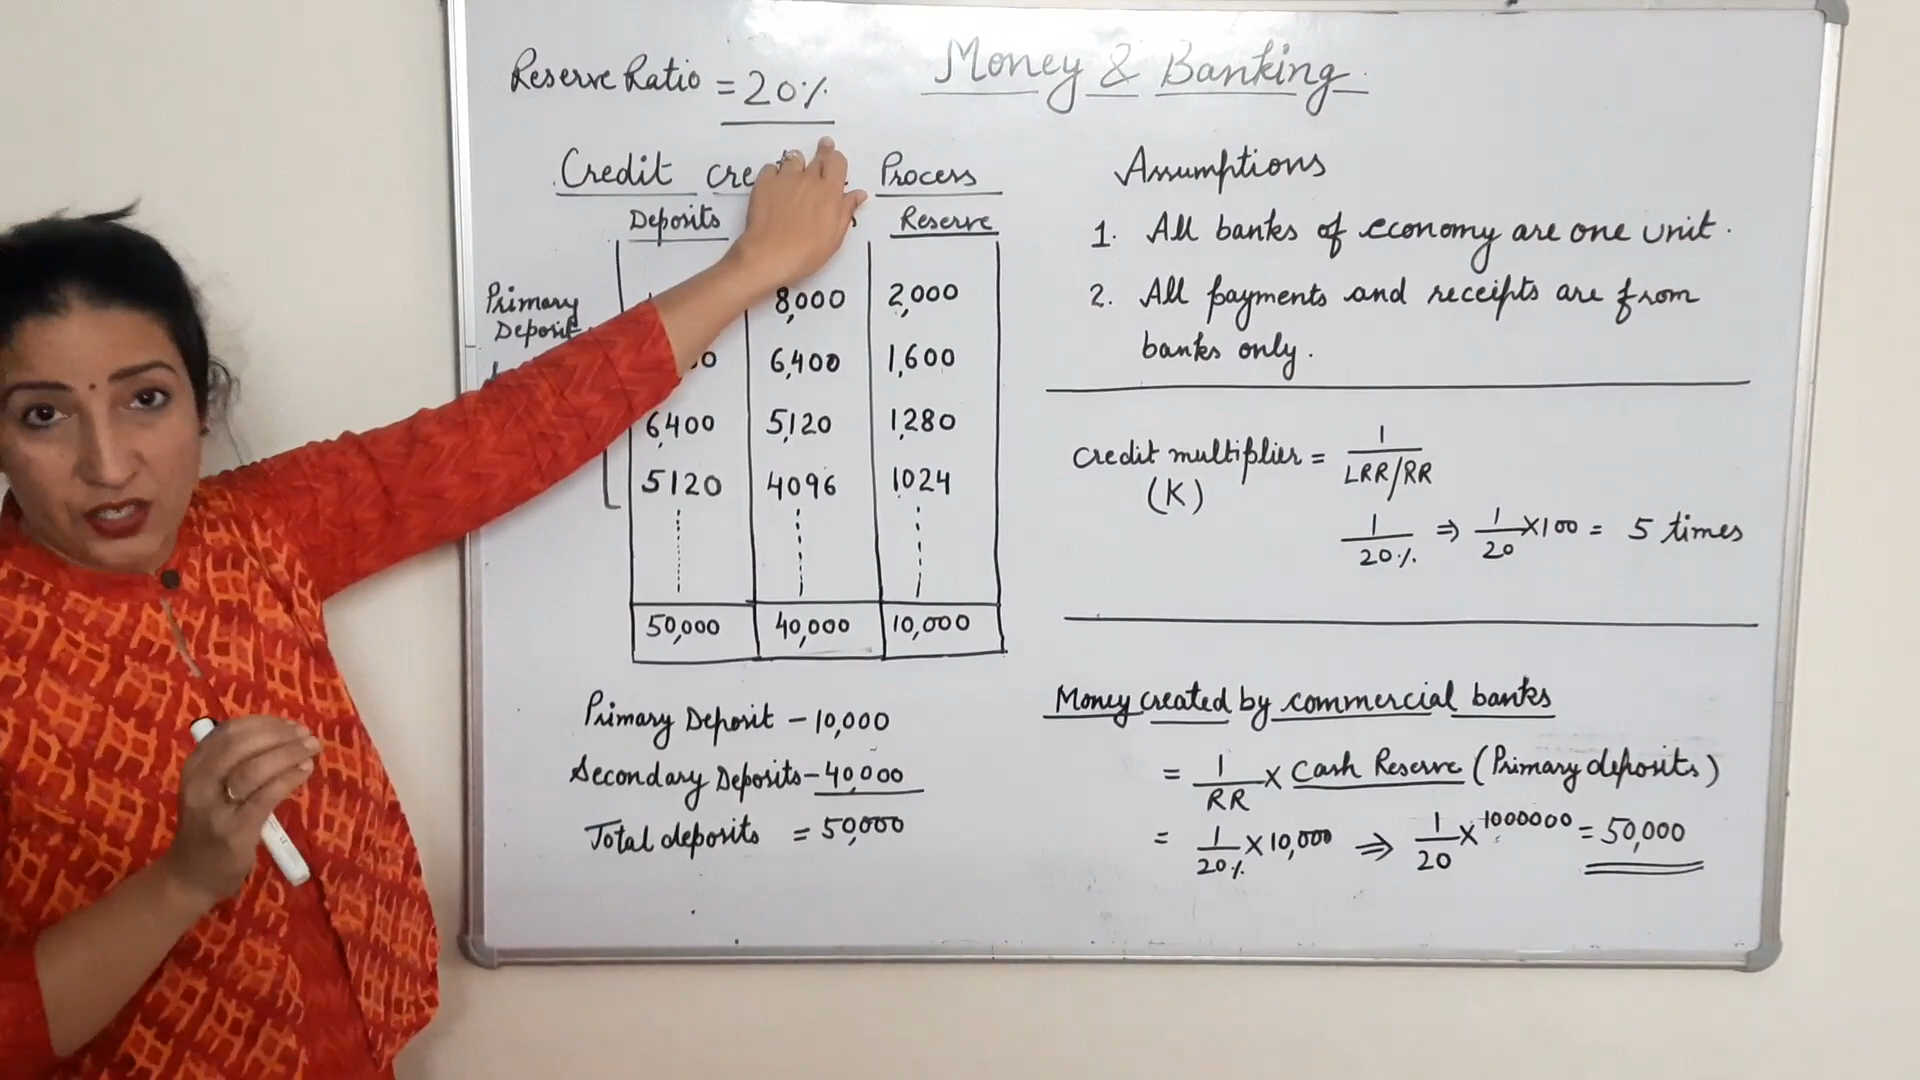 Reserve Ratio = 20%
Money & Banking
Credit Process
Deposits Reserve
Primary 8,000 2,000
Deposit
6,400 1,600
6,400 5,120 1,280
5120 4096 1024
50,000 40,000 10,000
Primary Deposit – 10,000
Secondary Deposits – 40,000
Total deposits = 50,000
Assumptions
1. All banks of economy are one unit.
2. All payments and receipts are from
banks only.
Credit multiplier = 1/LRR/RR
(K)
1/20% ⇒ 1/20 × 100 = 5 times
Money created by commercial banks
= 1/RR × Cash Reserve (Primary deposits)
= 1/20% × 10,000 ⇒ 1/20 × 1000000 = 50,000